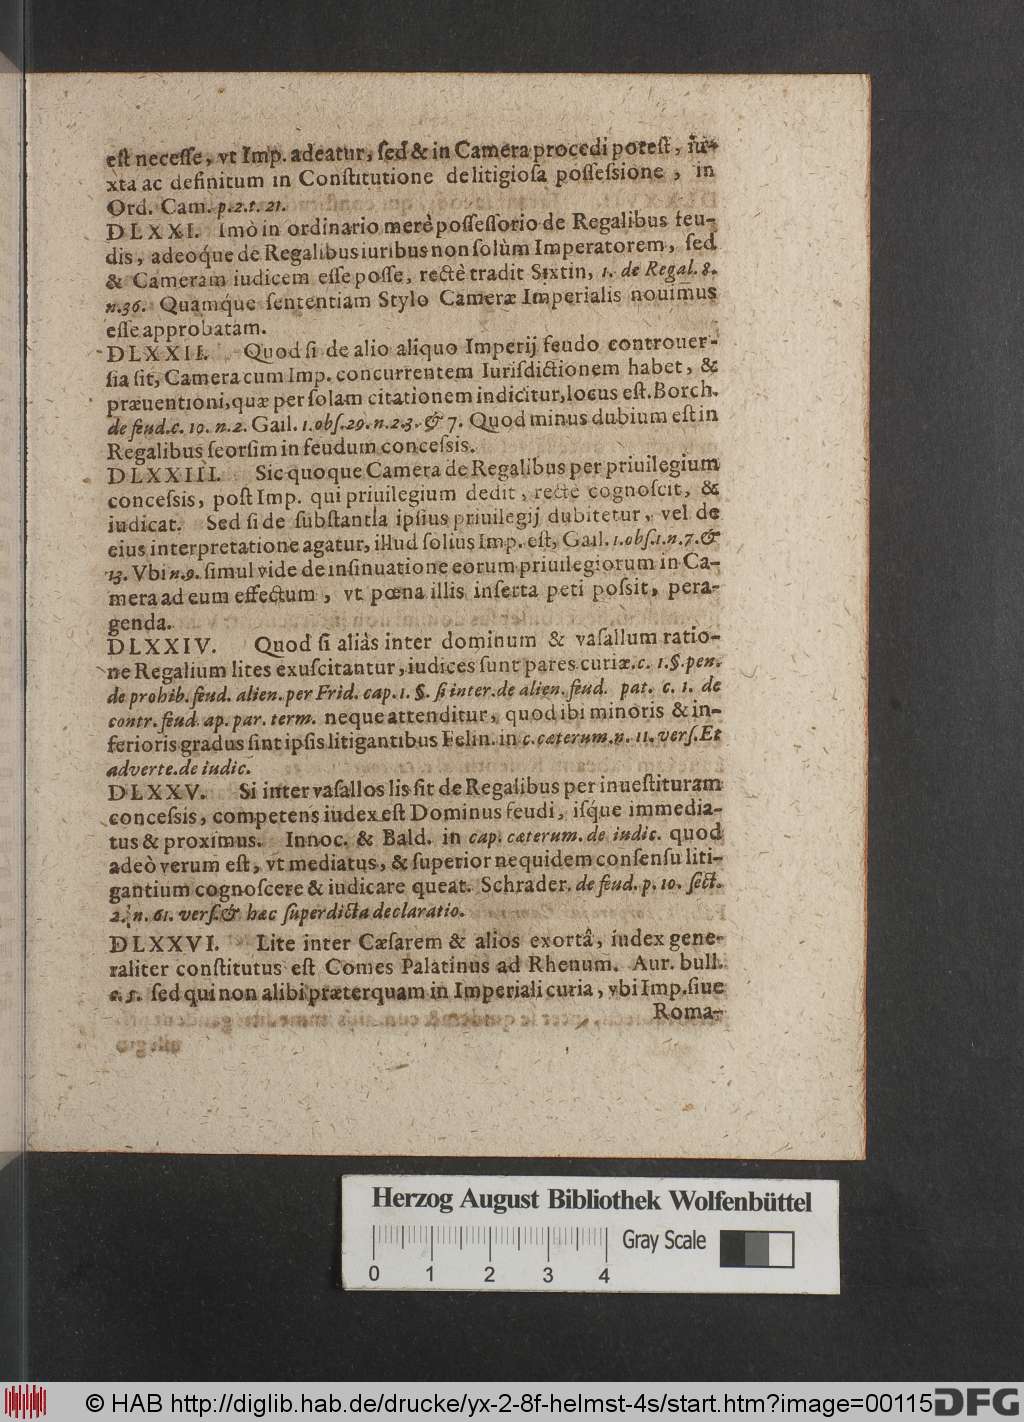 est necesse, vt Imp. adeatur, sed & in Camera procedi potest, iu-
xta ac definitum in Constitutione de litigiosa possessione, in
Ord. Cam. p.2.t. 21.
DLXXI. Imò in ordinario merè possessorio de Regalibus feu-
dis, adeoq́ue de Regalibus iuribus non solùm Imperatorem, sed
& Cameram iudicem esse posse, rectè tradit Sixtin, 1. de Regal. 8.
n.36. Quamq́ue sententiam Stylo Cameræ Imperialis nouimus
esse approbatam.
DLXXII. Quod si de alio aliquo Imperij feudo controuer-
sia sit, Camera cum Imp. concurrentem Iurisdictionem habet, &
præuentioni, quæ per solam citationem indicitur, locus est. Borch.
de feud. c. 19. n.2. Gail. 1.obs.29.n.2.3.& 7. Quod minus dubium est in
Regalibus seorsim in feudum concessis.
DLXXIII. Sic quoque Camera de Regalibus per priuilegium
concessis, post Imp. qui priuilegium dedit, rectè cognoscit, &
iudicat. Sed si de substantia ipsius priuilegij dubitetur, vel de
eius interpretatione agatur, illud solius Imp. est, Gail. 1.obs.1.n.7.&
13. Vbi n.9. simul vide de insinuatione eorum priuilegiorum in Ca-
mera ad eum effectum, vt pœna illis inserta peti possit, pera-
genda.
DLXXIV. Quod si aliàs inter dominum & vasallum ratio-
ne Regalium lites exuscitantur, iudices sunt pares curiæ. c. 1.§.pen.
de prohib. feud. alien. per Frid. cap. 1. §. si inter. de alien. feud. pat. c. 1. de
contr. feud. ap. par. term. neque attenditur, quod ibi minoris & in-
ferioris gradus sint ipsis litigantibus Felin. in c. cæterum. n. 11. vers. Et
adverte. de iudic.
DLXXV. Si inter vasallos lis sit de Regalibus per inuestituram
concessis, competens iudex est Dominus feudi, isq́ue immedia-
tus & proximus. Innoc. & Bald. in cap. cæterum. de iudic. quod
adeò verum est, vt mediatus, & superior nequidem consensu liti-
gantium cognoscere & iudicare queat. Schrader. de feud. p. 10. sect.
2. n. 61. vers. & hac superdicta declaratio.
DLXXVI. Lite inter Cæsarem & alios exortâ, iudex gene-
raliter constitutus est Comes Palatinus ad Rhenum. Aur. bull.
c. 5. sed qui non alibi præterquam in Imperiali curia, vbi Imp. siue
Roma-
Herzog August Bibliothek Wolfenbüttel
Gray Scale
0 1 2 3 4
© HAB http://diglib.hab.de/drucke/yx-2-8f-helmst-4s/start.htm?image=00115
DFG